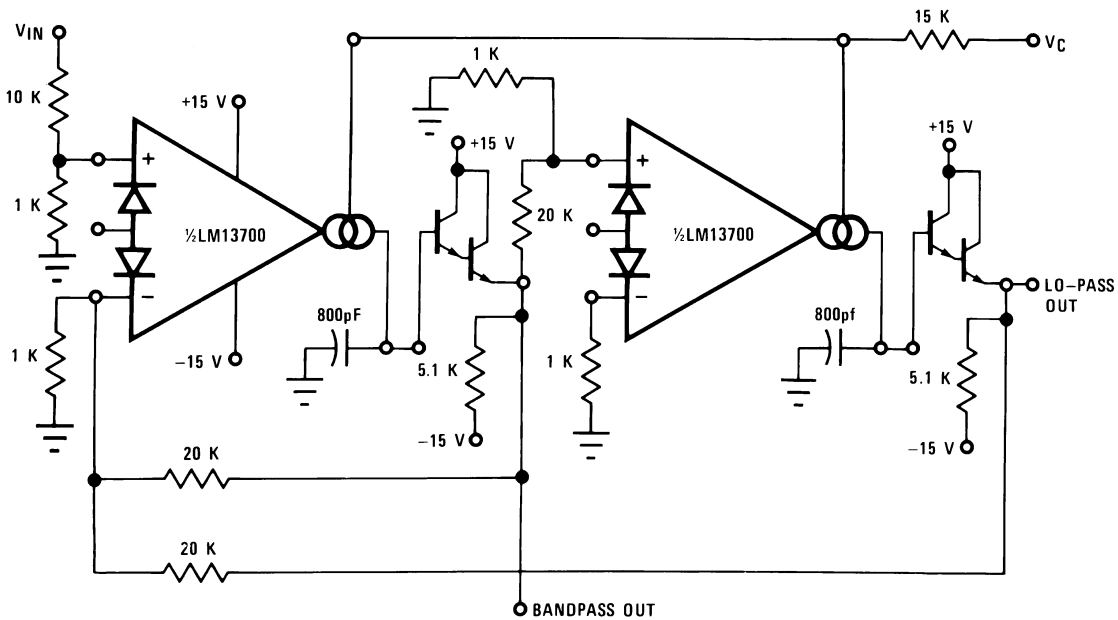 VIN
15 K
VC
1 K
10 K
+15 V
+15 V
+15 V
+
+
1 K
20 K
½LM13700
½LM13700
−
−
LO–PASS
OUT
800pF
800pf
1 K
−15 V
5.1 K
1 K
5.1 K
−15 V
−15 V
20 K
20 K
BANDPASS OUT